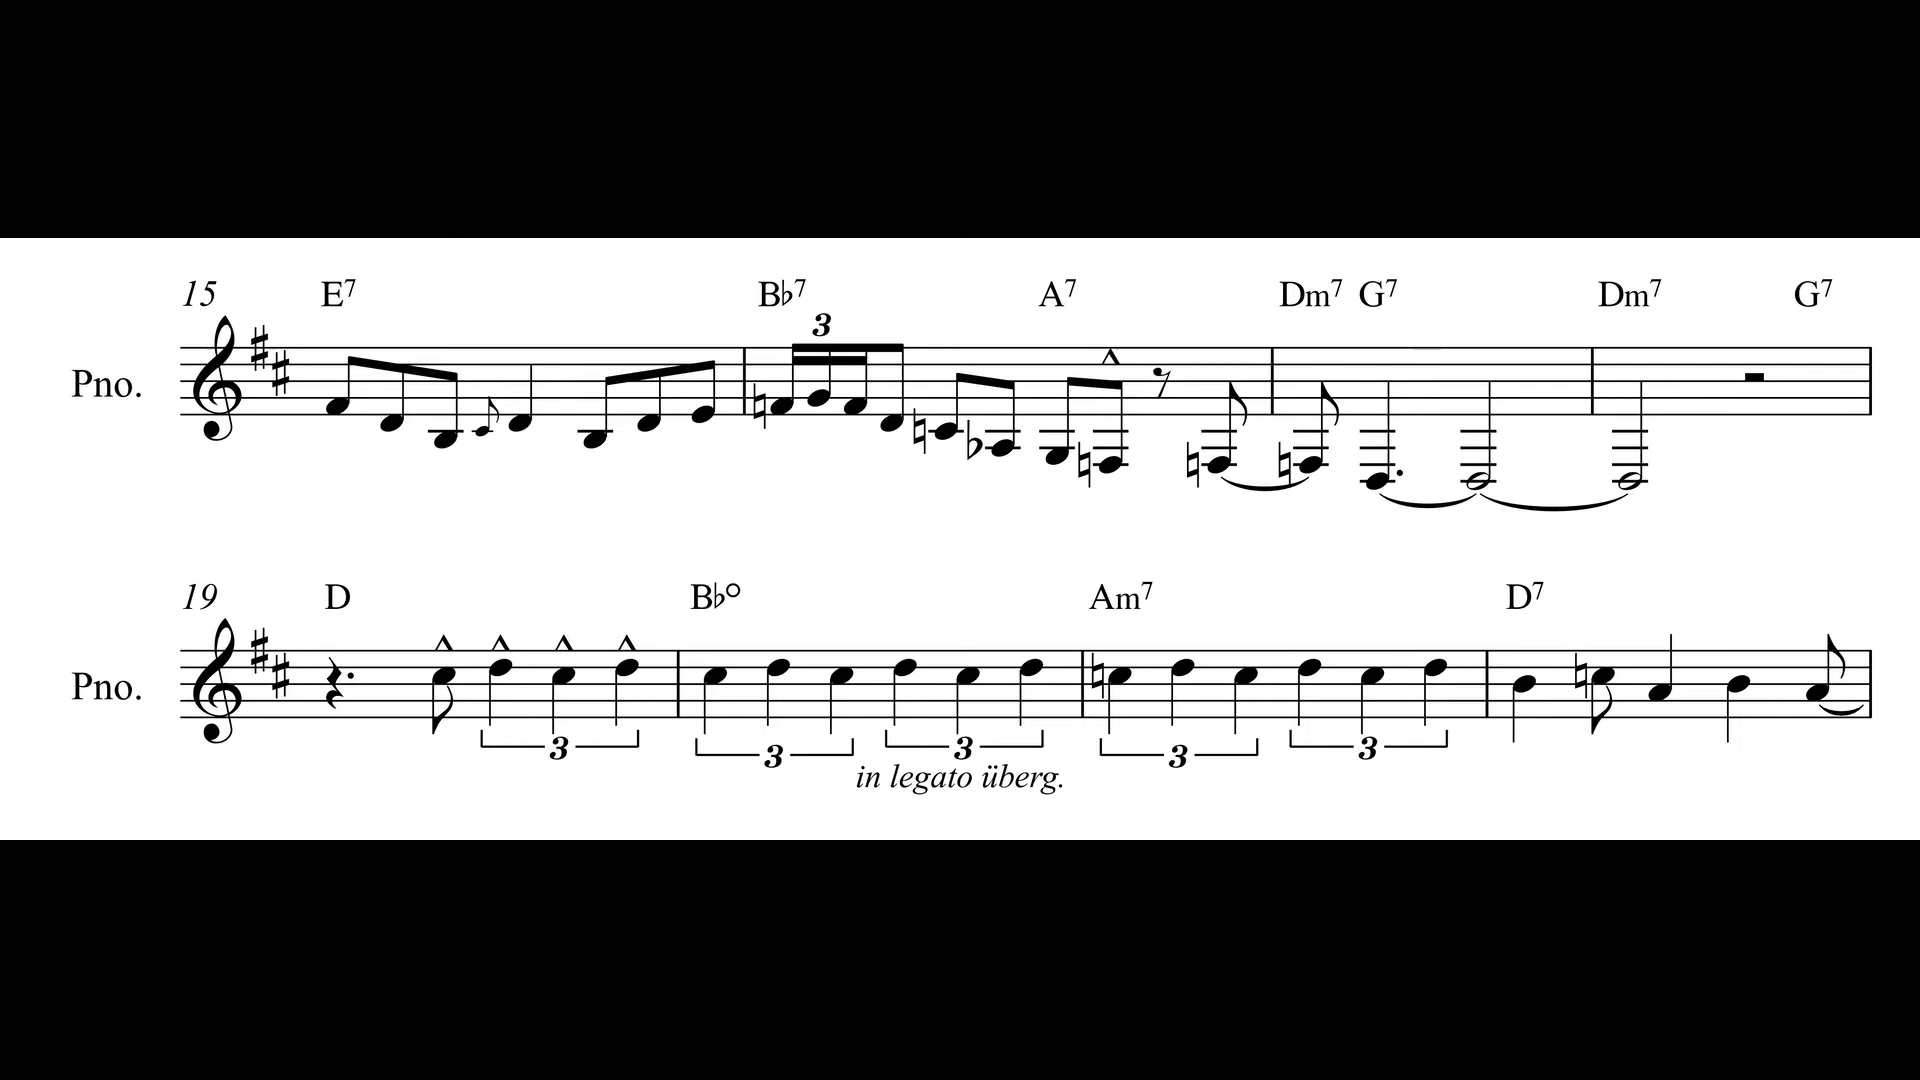 15 E7 B♭7 A7 Dm7 G7 Dm7 G7
3
Pno.
19 D B♭° Am7 D7
Pno.
3 3 3 3 3
in legato überg.